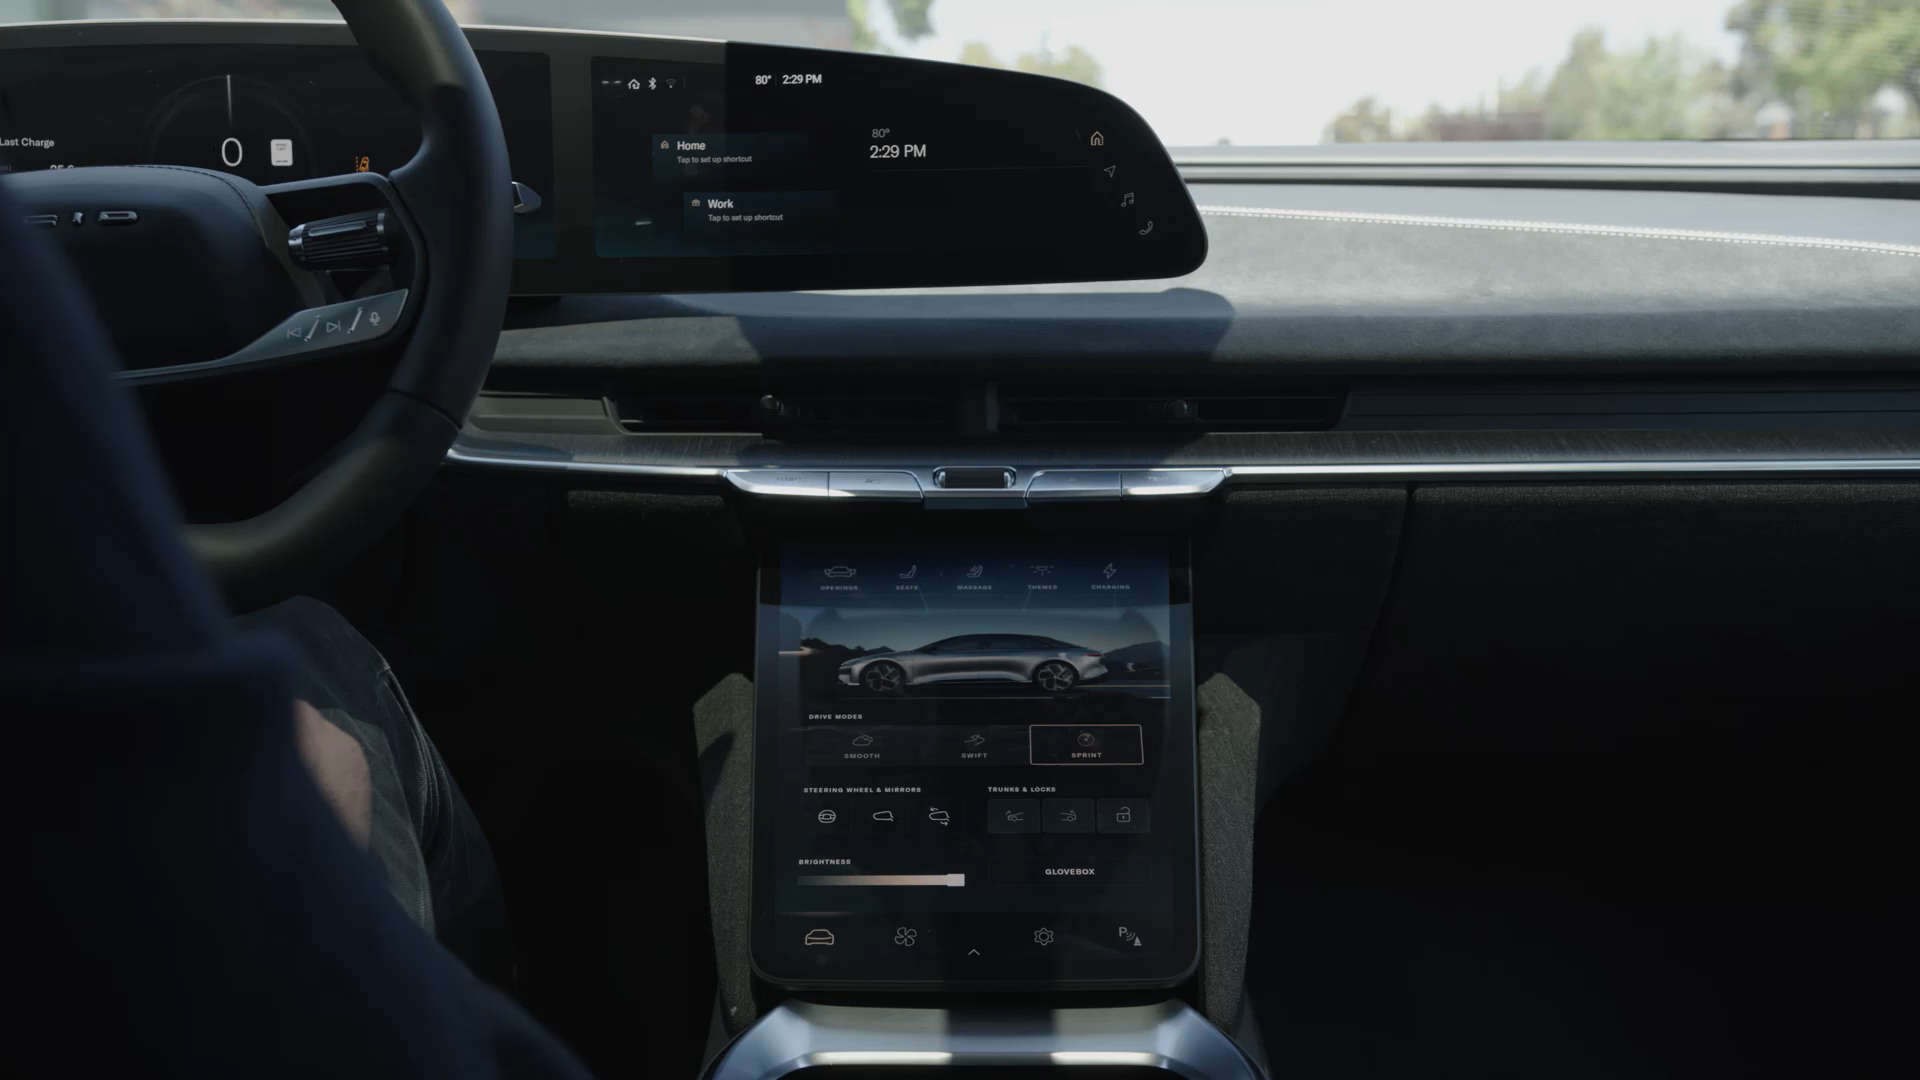 Last Charge
0
80° 2:29 PM
Home
Tap to set up shortcut
Work
Tap to set up shortcut
80°
2:29 PM
OPENINGS SEATS MASSAGE THEMES CHARGING
DRIVE MODES
SMOOTH SWIFT SPRINT
STEERING WHEEL & MIRRORS TRUNKS & LOCKS
BRIGHTNESS
GLOVEBOX
P